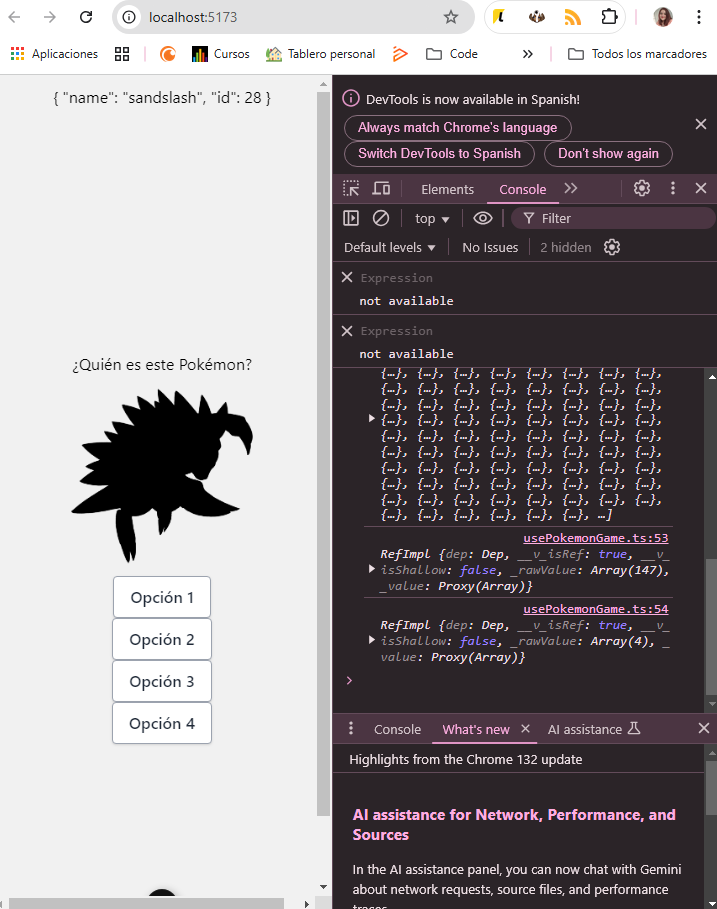 localhost:5173
Aplicaciones
Cursos
Tablero personal
Code
»
Todos los marcadores
{ "name": "sandslash", "id": 28 }
¿Quién es este Pokémon?
Opción 1
Opción 2
Opción 3
Opción 4
DevTools is now available in Spanish!
Always match Chrome's language
Switch DevTools to Spanish
Don't show again
Elements
Console
top
Filter
Default levels
No Issues
2 hidden
Expression
not available
Expression
not available
{…}, {…}, {…}, {…}, {…}, {…}, {…}, {…},
{…}, {…}, {…}, {…}, {…}, {…}, {…}, {…},
{…}, {…}, {…}, {…}, {…}, {…}, {…}, {…},
{…}, {…}, {…}, {…}, {…}, {…}, {…}, {…},
{…}, {…}, {…}, {…}, {…}, {…}, {…}, {…},
{…}, {…}, {…}, {…}, {…}, {…}, {…}, {…},
{…}, {…}, {…}, {…}, {…}, {…}, {…}, {…},
{…}, {…}, {…}, {…}, {…}, {…}, {…}, {…},
{…}, {…}, {…}, {…}, {…}, {…}, {…}, {…},
{…}, {…}, {…}, {…}, {…}, {…}, …]
usePokemonGame.ts:53
RefImpl {dep: Dep, __v_isRef: true, __v_
isShallow: false, _rawValue: Array(147),
_value: Proxy(Array)}
usePokemonGame.ts:54
RefImpl {dep: Dep, __v_isRef: true, __v_
isShallow: false, _rawValue: Array(4), _
value: Proxy(Array)}
Console
What's new
AI assistance
Highlights from the Chrome 132 update
AI assistance for Network, Performance, and
Sources
In the AI assistance panel, you can now chat with Gemini
about network requests, source files, and performance
traces